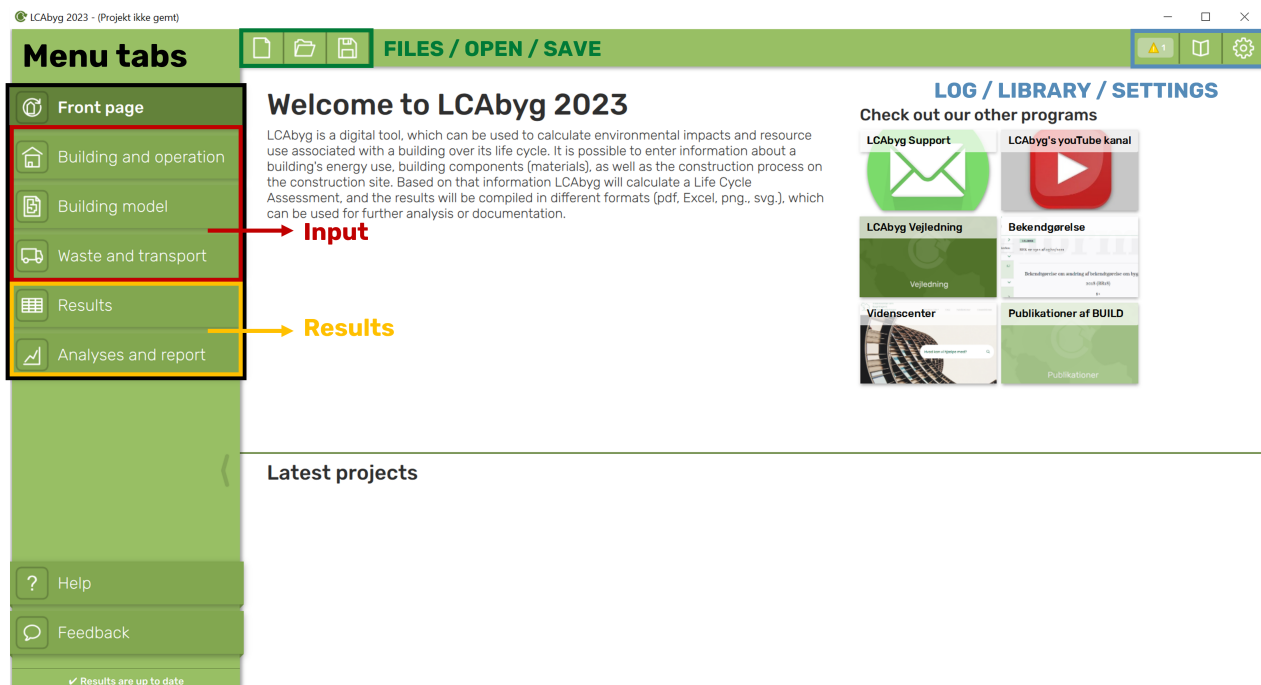 LCAbyg 2023 - (Projekt ikke gemt)
Menu tabs
FILES / OPEN / SAVE
1
LOG / LIBRARY / SETTINGS
Front page
Building and operation
Building model
Waste and transport
Results
Analyses and report
Input
Results
Welcome to LCAbyg 2023
LCAbyg is a digital tool, which can be used to calculate environmental impacts and resource
use associated with a building over its life cycle. It is possible to enter information about a
building's energy use, building components (materials), as well as the construction process on
the construction site. Based on that information LCAbyg will calculate a Life Cycle
Assessment, and the results will be compiled in different formats (pdf, Excel, png., svg.), which
can be used for further analysis or documentation.
Check out our other programs
LCAbyg Support
LCAbyg's youTube kanal
LCAbyg Vejledning
Vejledning
Bekendgørelse
Videnscenter
Publikationer af BUILD
Publikationer
Latest projects
?
Help
Feedback
✔ Results are up to date